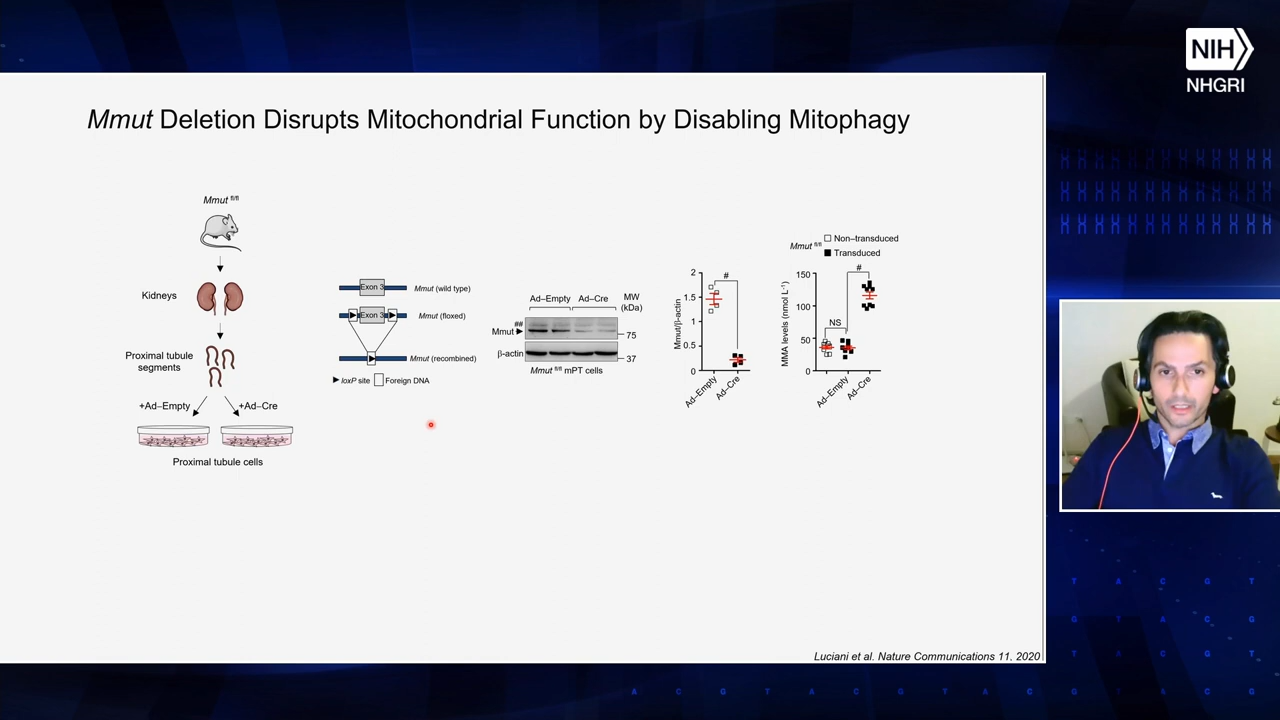 NIH
NHGRI
Mmut Deletion Disrupts Mitochondrial Function by Disabling Mitophagy
Mmut fl/fl
Kidneys
Proximal tubule
segments
+Ad–Empty
+Ad–Cre
Proximal tubule cells
Exon 3
Mmut (wild type)
Exon 3
Mmut (floxed)
Mmut (recombined)
loxP site
Foreign DNA
Ad–Empty
Ad–Cre
MW
(kDa)
##
Mmut
75
β-actin
37
Mmut fl/fl mPT cells
#
2
1.5
1
0.5
0
Mmut/β-actin
Ad–Empty
Ad–Cre
Mmut fl/fl
Non–transduced
Transduced
#
NS
150
100
50
0
MMA levels (nmol L⁻¹)
Ad–Empty
Ad–Cre
Luciani et al. Nature Communications 11, 2020
T A C G T
G T A C G
T A C G T
A C G T A C G T A C G T A C G